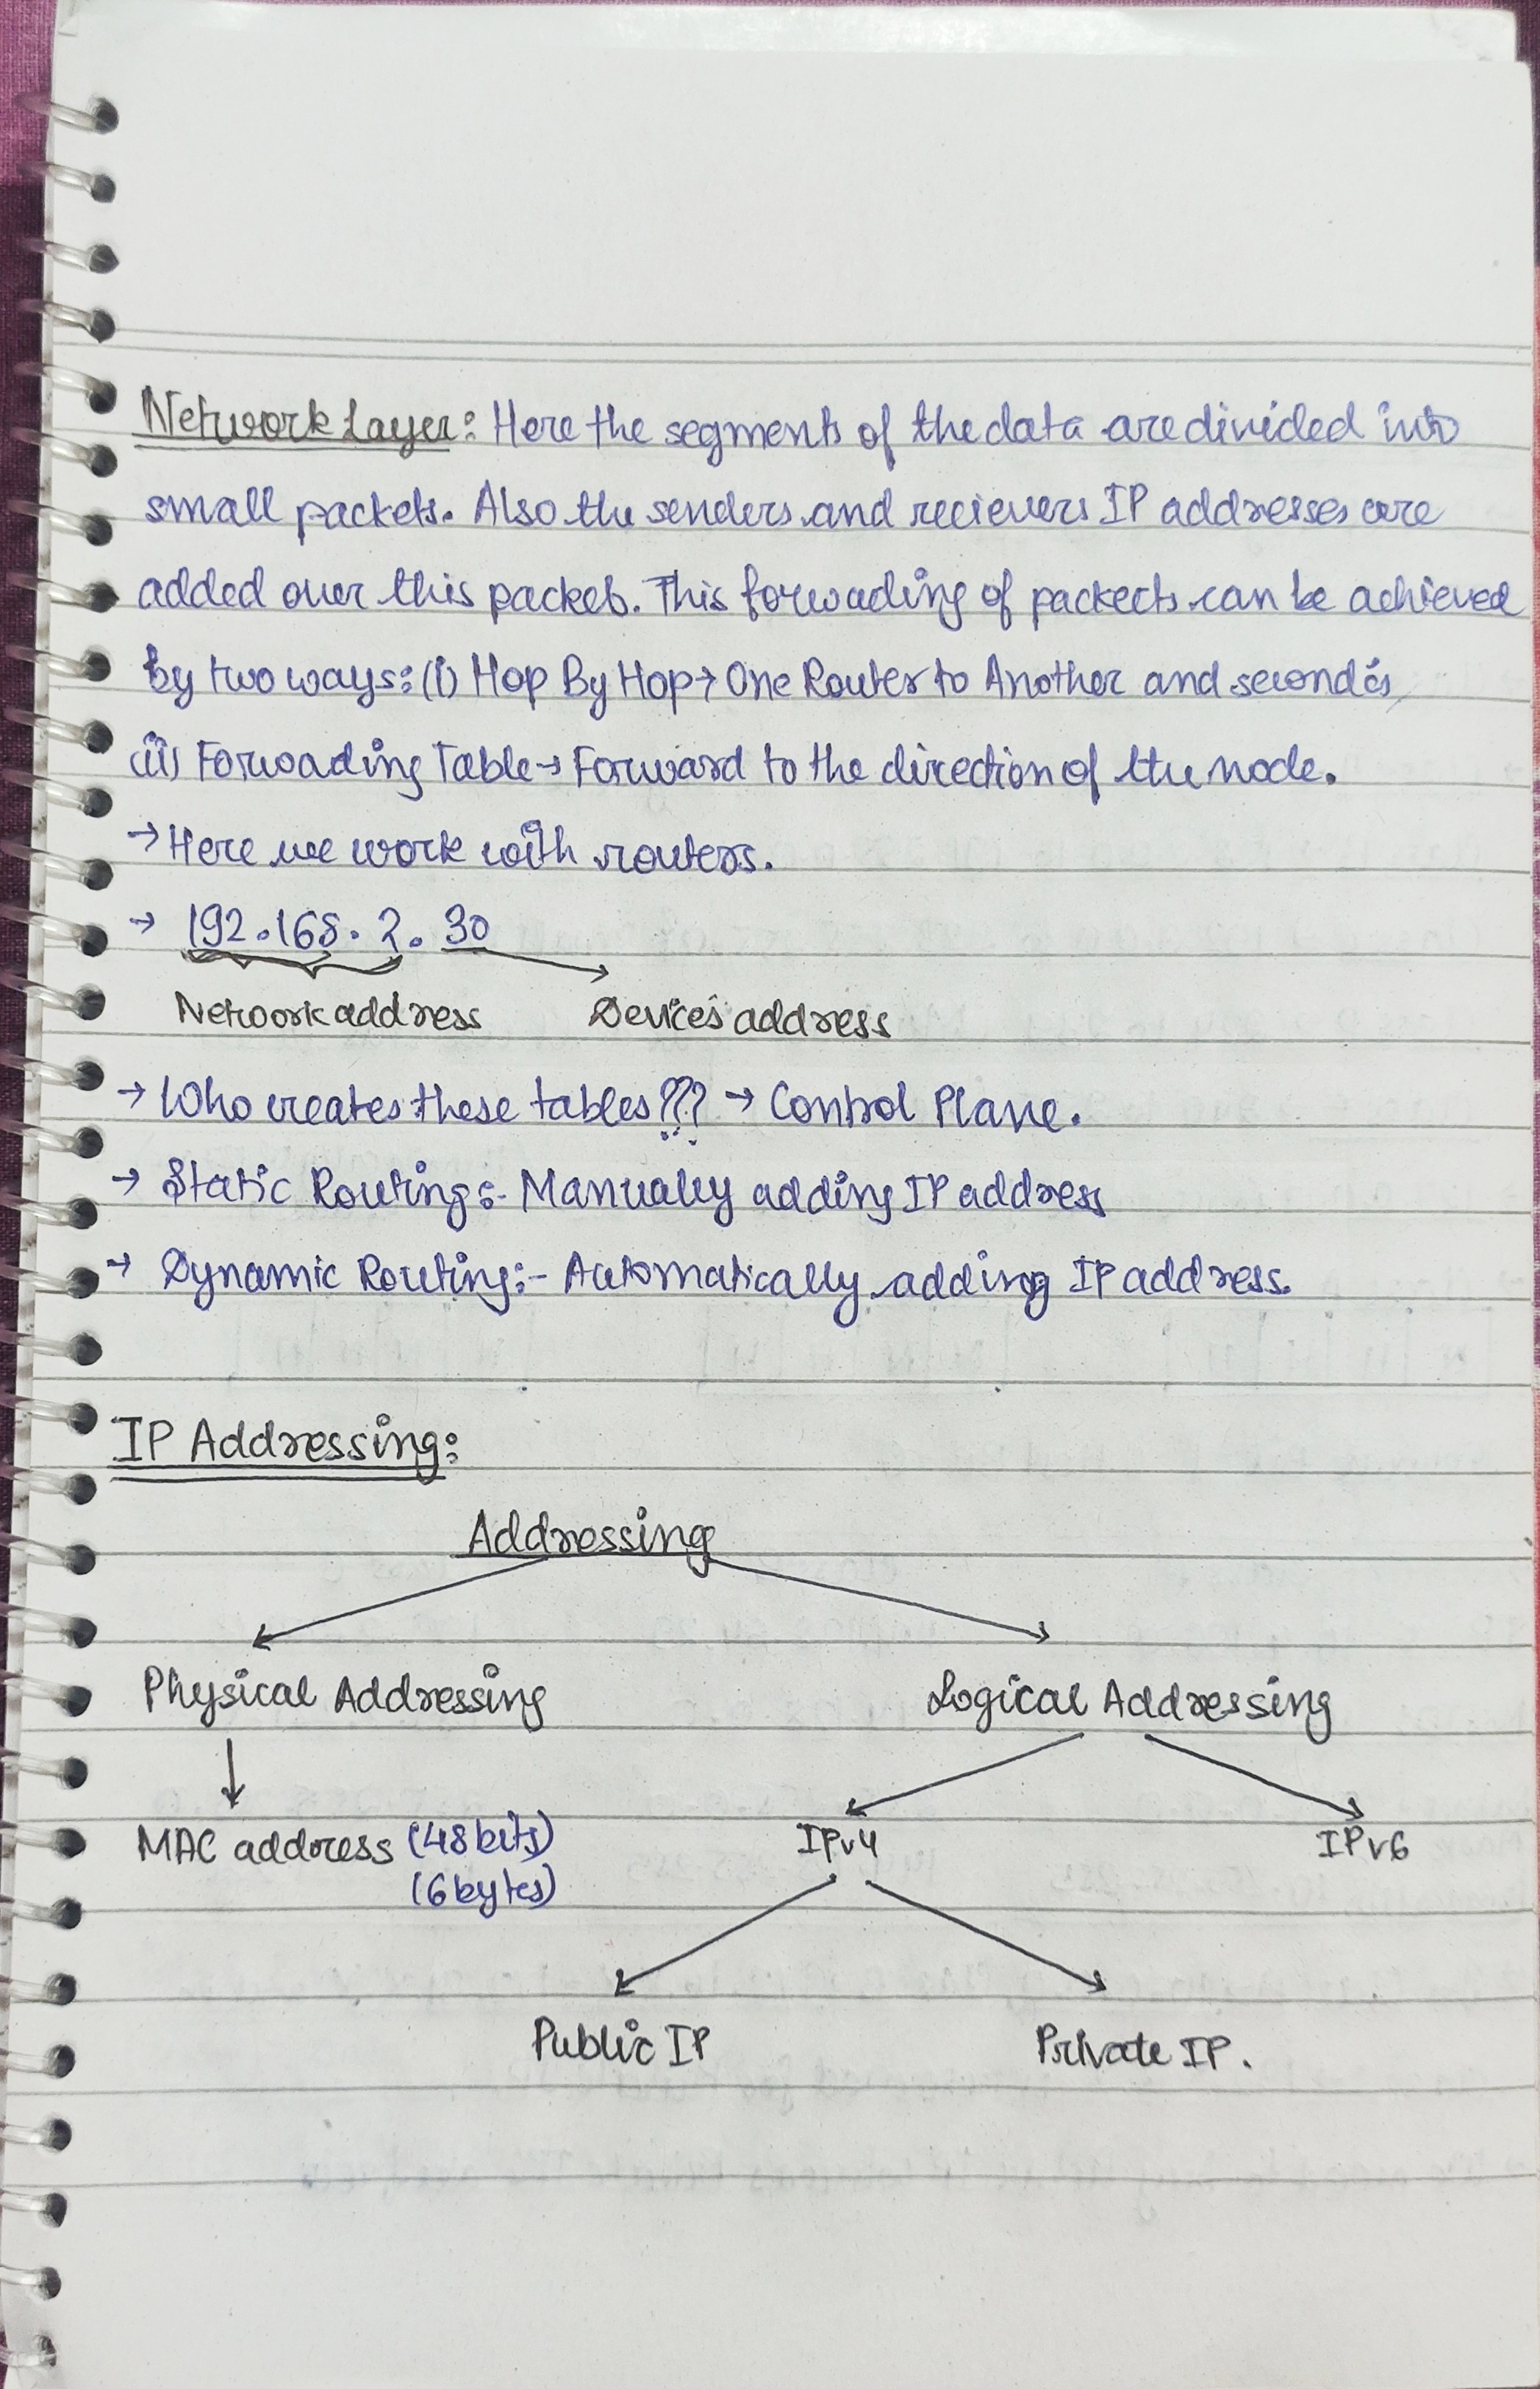 Network Layer: Here the segments of the data are divided into
small packets. Also the senders and recievers IP addresses are
added over this packets. This forwading of packects can be achieved
by two ways: (i) Hop By Hop → One Router to Another and second is
(ii) Forwoading Table → Forward to the direction of the node.
→ Here we work with routers.
→ 192.168.2.30
Network address Devices address
→ Who creates these tables??? → Control Plane.
→ Static Routing:- Manually adding IP address
→ Dynamic Routing:- Automatically adding IP address.
IP Addressing:
Addressing
Physical Addressing Logical Addressing
MAC address (48 bits) IPv4 IPv6
(6 bytes)
Public IP Private IP.